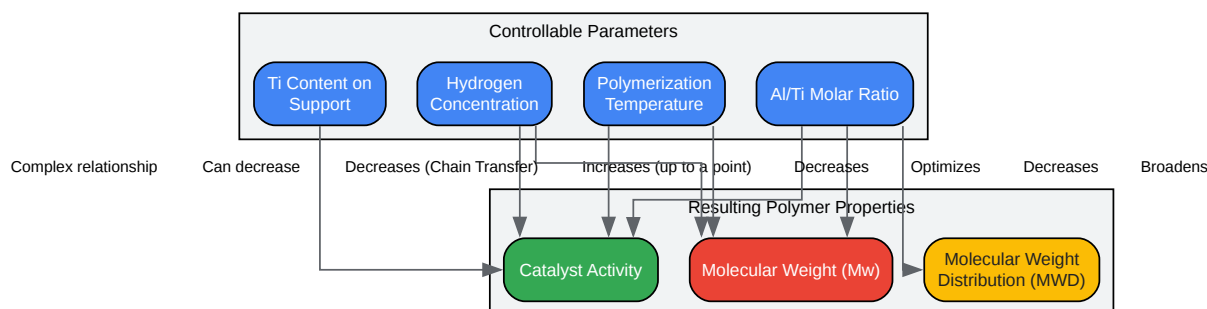 Controllable Parameters
Ti Content on
Support
Hydrogen
Concentration
Polymerization
Temperature
Al/Ti Molar Ratio
Complex relationship
Can decrease
Decreases (Chain Transfer)
Increases (up to a point)
Decreases
Optimizes
Decreases
Broadens
Resulting Polymer Properties
Catalyst Activity
Molecular Weight (Mw)
Molecular Weight
Distribution (MWD)